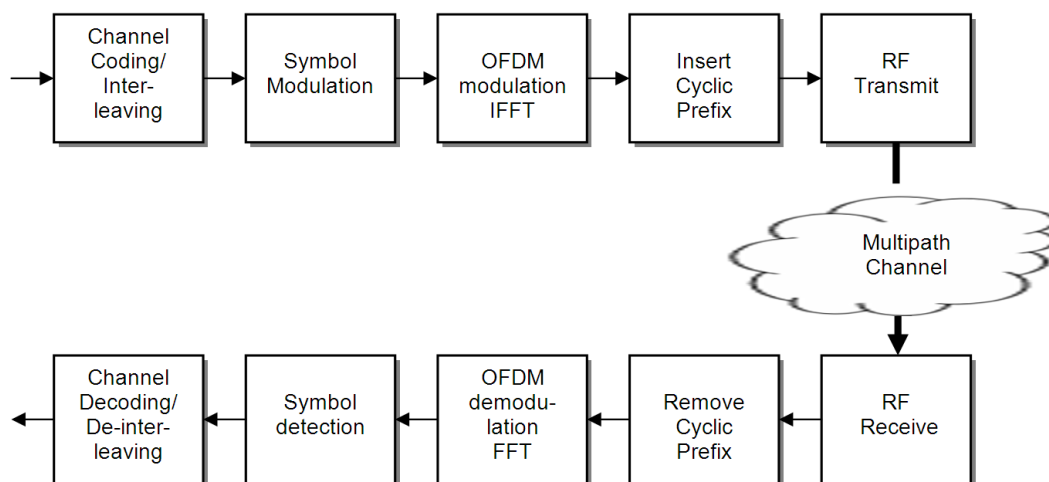 Channel
Coding/
Inter-
leaving
Symbol
Modulation
OFDM
modulation
IFFT
Insert
Cyclic
Prefix
RF
Transmit
Multipath
Channel
Channel
Decoding/
De-inter-
leaving
Symbol
detection
OFDM
demodu-
lation
FFT
Remove
Cyclic
Prefix
RF
Receive